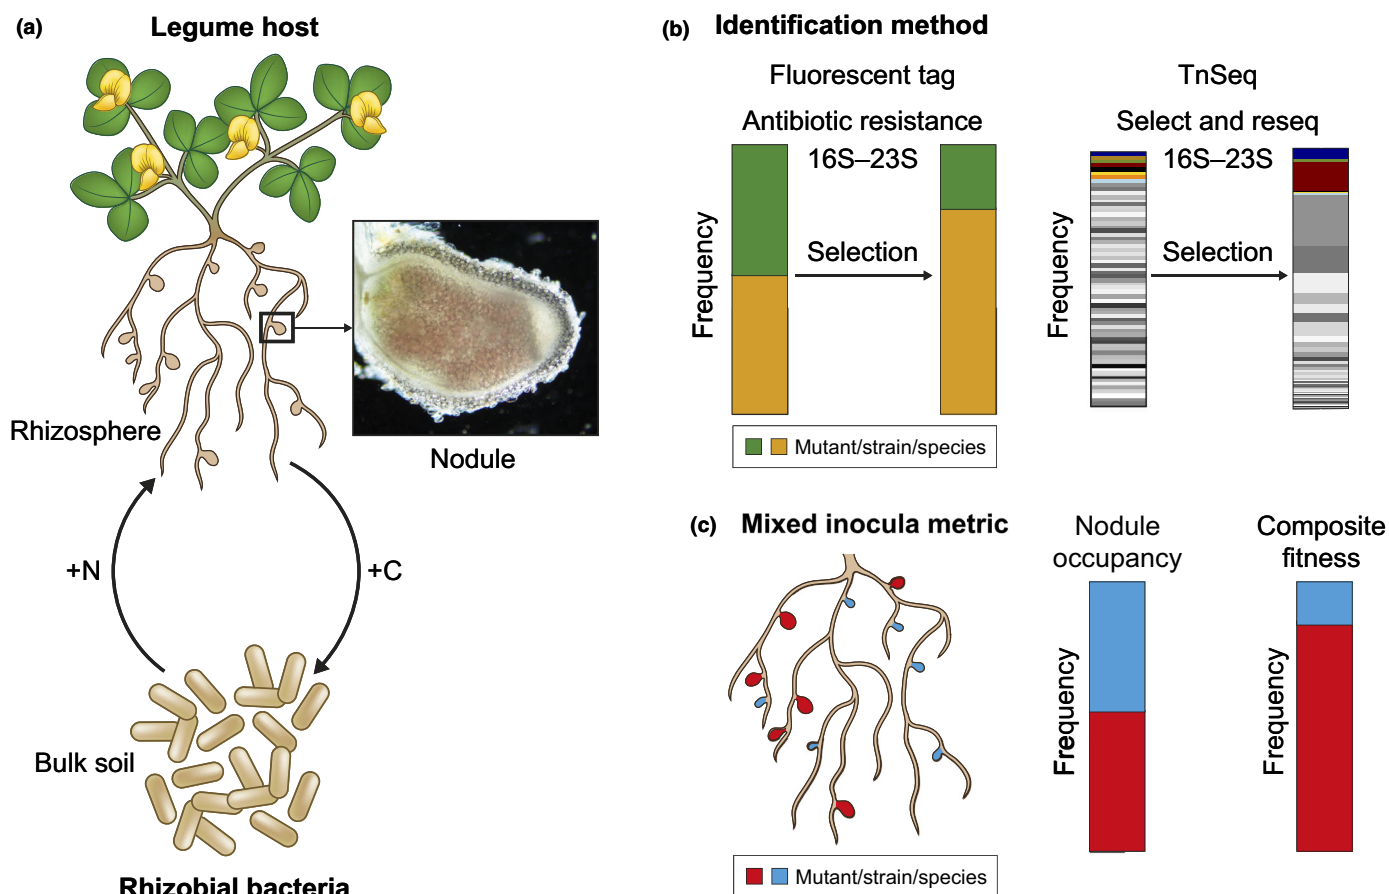 (a)
Legume host
Rhizosphere
Nodule
+N
+C
Bulk soil
Rhizobial bacteria
(b)
Identification method
Fluorescent tag
Antibiotic resistance
16S–23S
Frequency
Selection
Mutant/strain/species
TnSeq
Select and reseq
16S–23S
Frequency
Selection
(c)
Mixed inocula metric
Mutant/strain/species
Nodule
occupancy
Frequency
Composite
fitness
Frequency